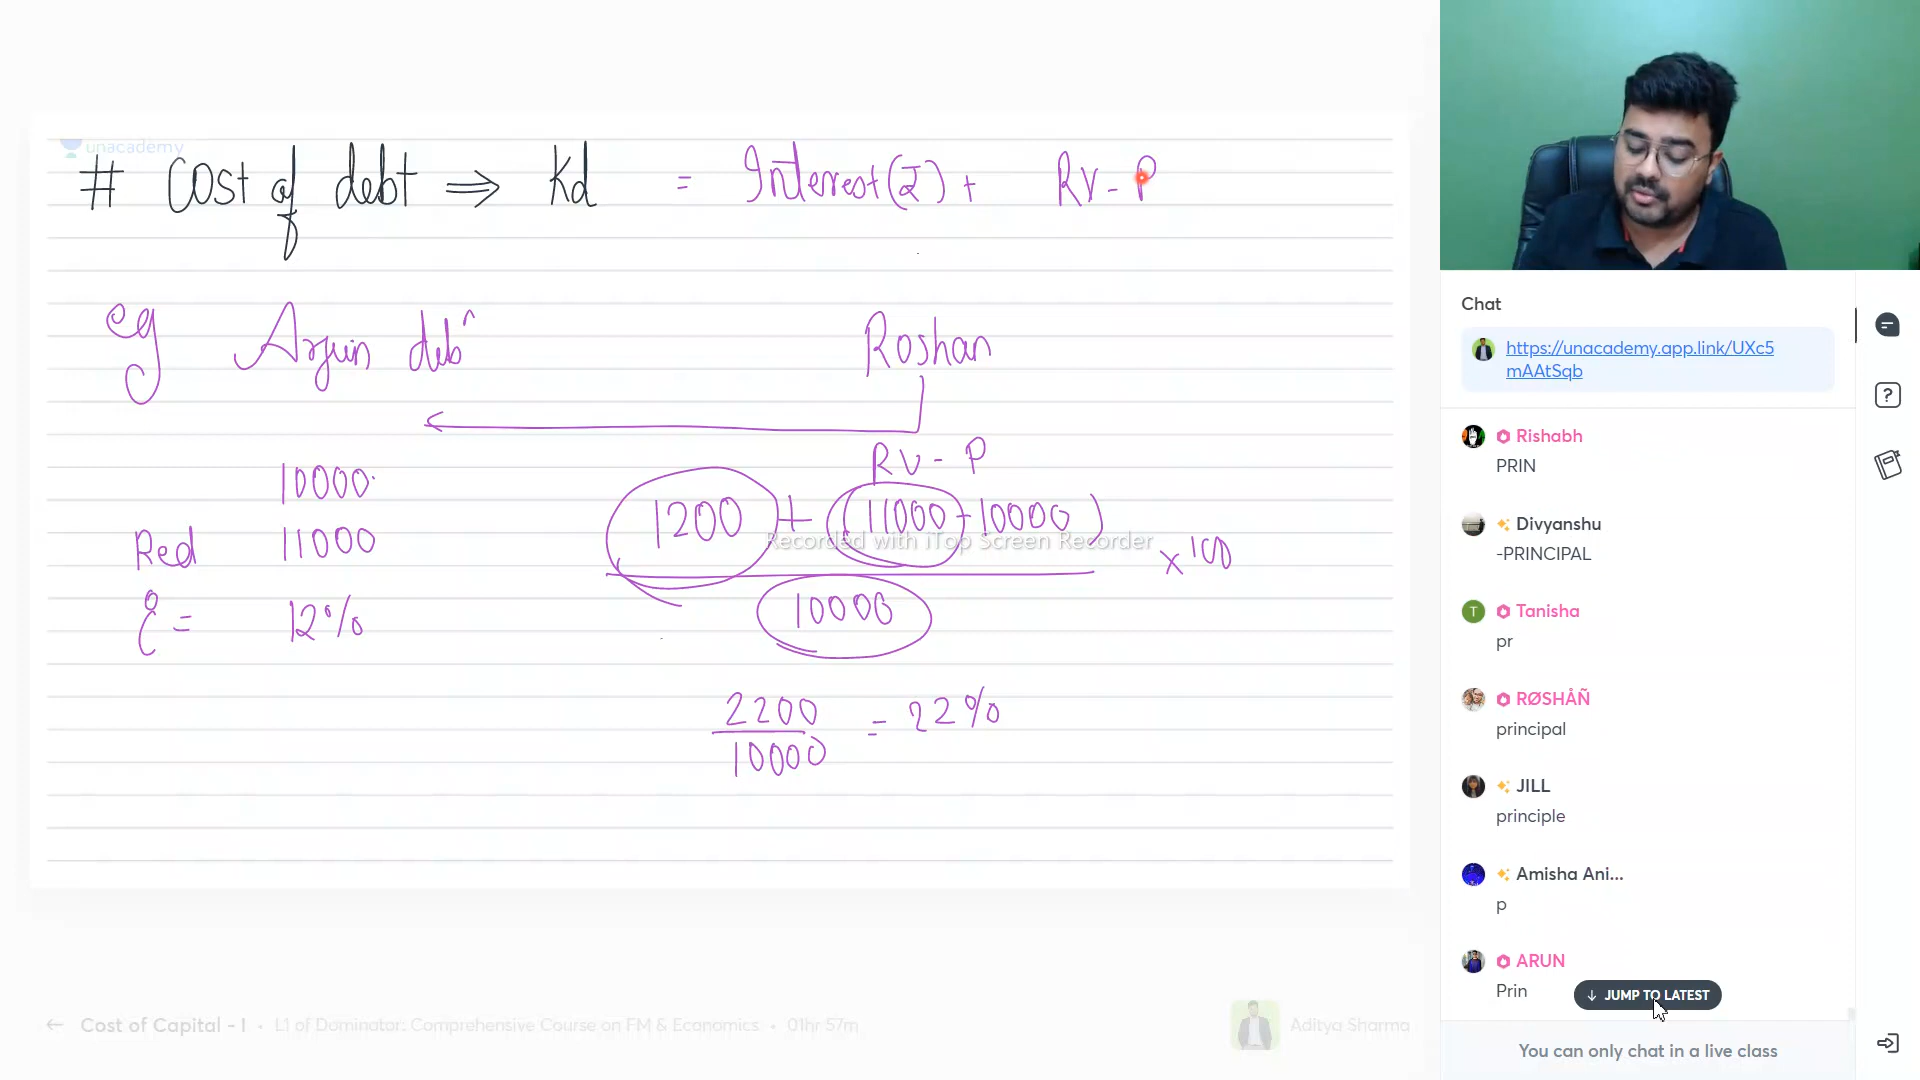 unacademy
# Cost of debt ⇒ Kd = Interest (I) + RV - P
eg Arjun deb^n Roshan
RV - P
10000
1200 + (11000 - 10000) x 100
Red 11000
10000
i = 12%
2200 = 22%
10000
Recorded with iTop Screen Recorder
← Cost of Capital - I • L1 of Dominator: Comprehensive Course on FM & Economics • 01hr 57m
Aditya Sharma
Chat
https://unacademy.app.link/UXc5
mAAtSqb
Rishabh
PRIN
Divyanshu
-PRINCIPAL
T Tanisha
pr
RØSHÅÑ
principal
JILL
principle
Amisha Ani...
p
ARUN
Prin
↓ JUMP TO LATEST
You can only chat in a live class